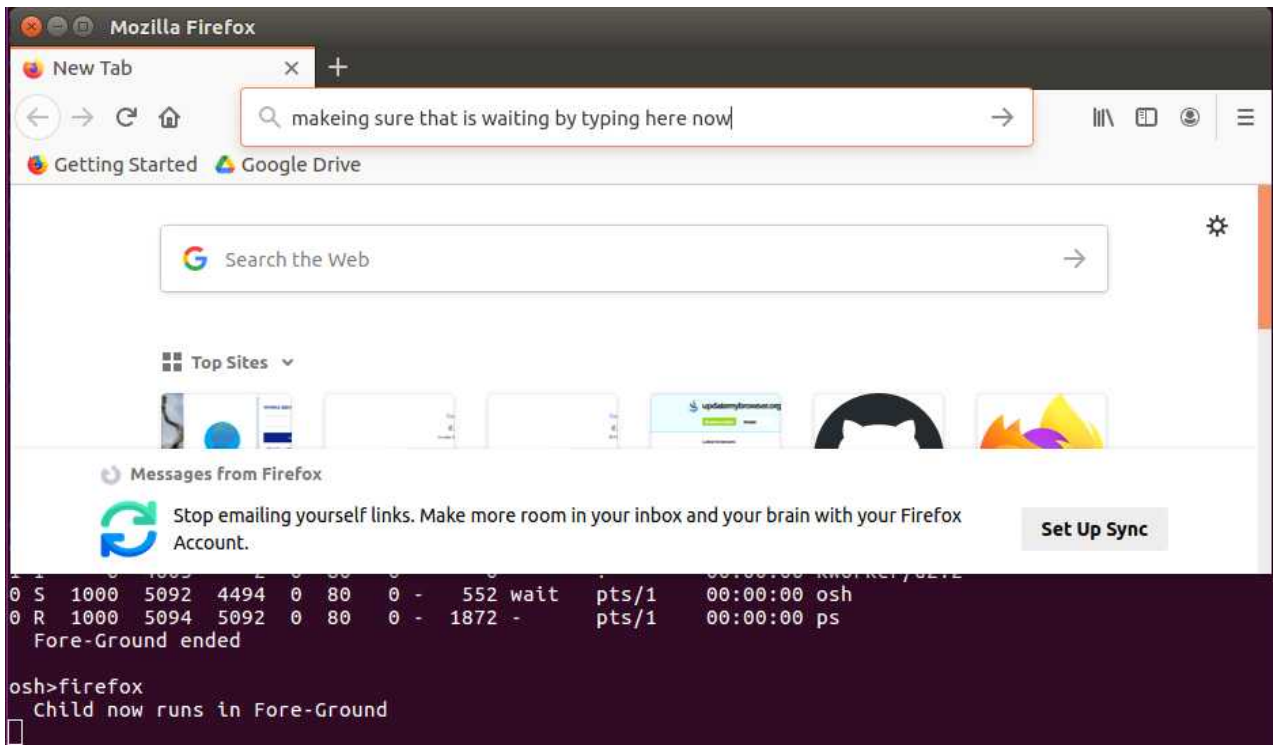 Mozilla Firefox
New Tab
makeing sure that is waiting by typing here now
Getting Started Google Drive
Search the Web
Top Sites
updatemybrowser.org
Messages from Firefox
Stop emailing yourself links. Make more room in your inbox and your brain with your Firefox
Account.
Set Up Sync
0 S 1000 5092 4494 0 80 0 - 552 wait pts/1 00:00:00 osh
0 R 1000 5094 5092 0 80 0 - 1872 - pts/1 00:00:00 ps
Fore-Ground ended
osh>firefox
Child now runs in Fore-Ground